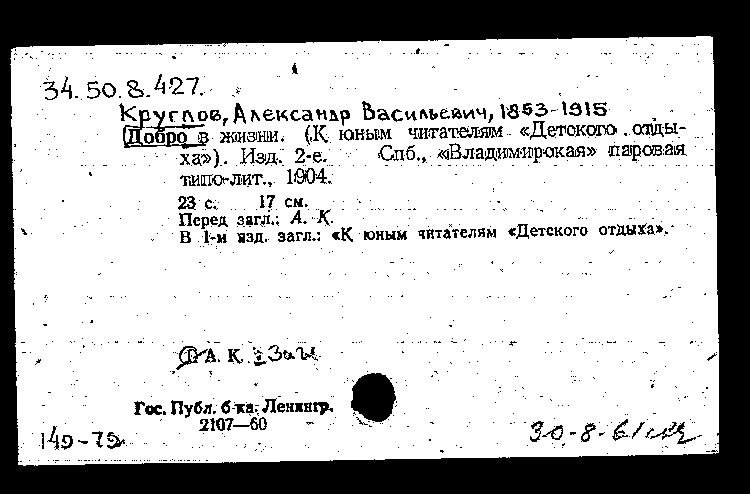 34.50.8.427.
Круглов, Александр Васильевич, 1853-1915
Добро в жизни. (К юным читателям «Детского отды-
ха»). Изд. 2-е. Спб., «Владимирская» паровая
типо-лит., 1904.
23 с. 17 см.
Перед загл.: А. К.
В 1-м изд. загл.: «К юным читателям «Детского отдыха».
А. К. Загл
Гос. Публ. б-ка. Ленингр.
2107—60
149-72
30-8-61